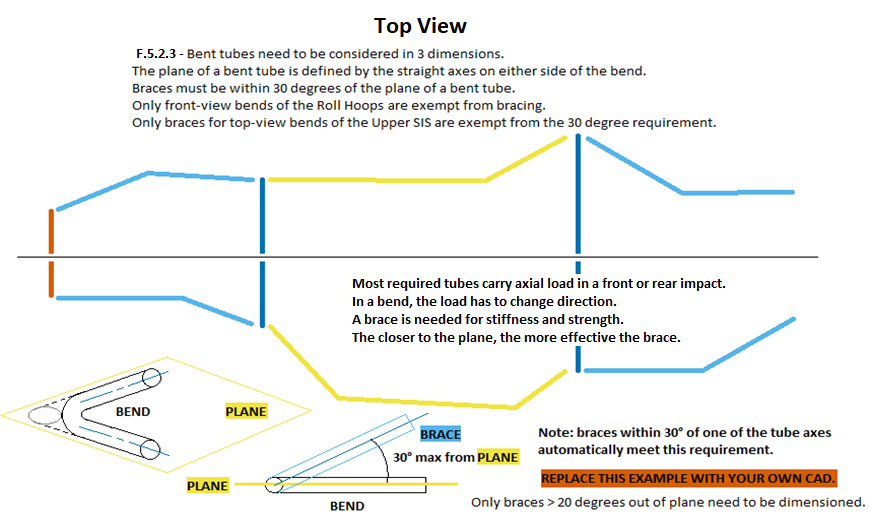 Top View
F.5.2.3 - Bent tubes need to be considered in 3 dimensions.
The plane of a bent tube is defined by the straight axes on either side of the bend.
Braces must be within 30 degrees of the plane of a bent tube.
Only front-view bends of the Roll Hoops are exempt from bracing.
Only braces for top-view bends of the Upper SIS are exempt from the 30 degree requirement.
Most required tubes carry axial load in a front or rear impact.
In a bend, the load has to change direction.
A brace is needed for stiffness and strength.
The closer to the plane, the more effective the brace.
BEND
PLANE
BRACE
30° max from PLANE
PLANE
BEND
Note: braces within 30° of one of the tube axes
automatically meet this requirement.
REPLACE THIS EXAMPLE WITH YOUR OWN CAD.
Only braces > 20 degrees out of plane need to be dimensioned.